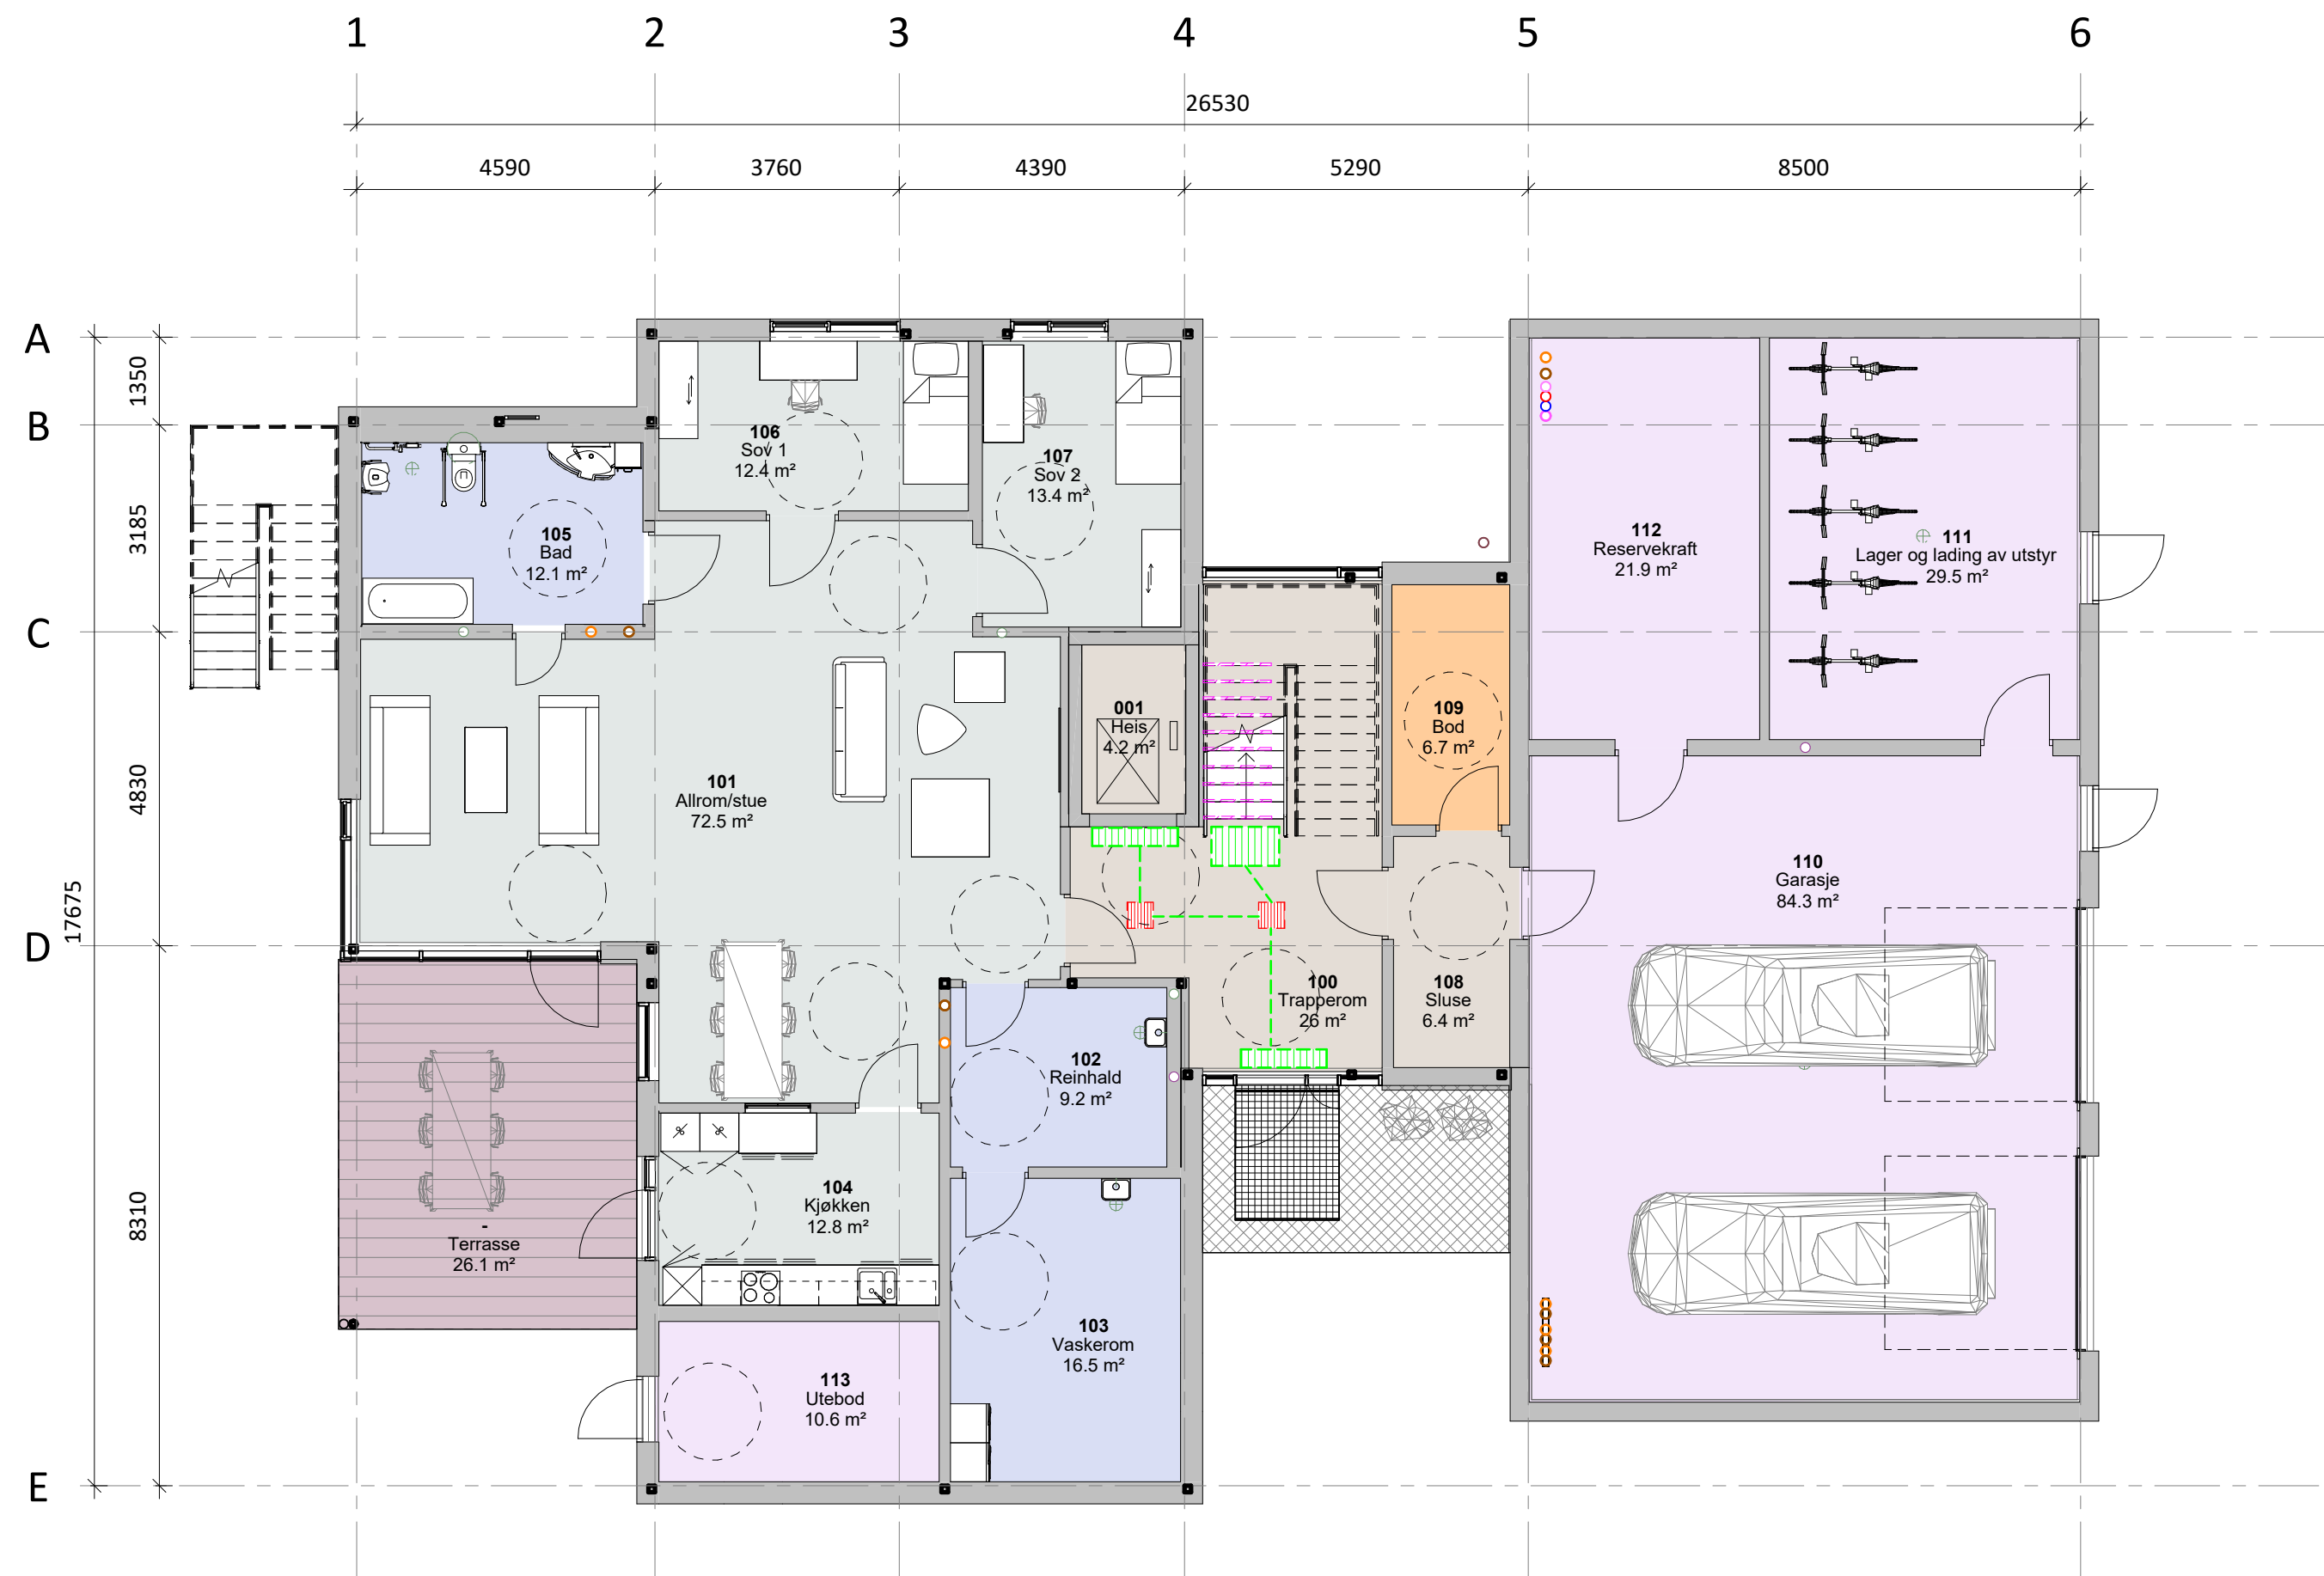 1 2 3 4 5 6
26530
4590 3760 4390 5290 8500
A
B
C
D
E
1350
3185
4830
8310
17675
106
Sov 1
12.4 m²
107
Sov 2
13.4 m²
105
Bad
12.1 m²
112
Reservekraft
21.9 m²
111
Lager og lading av utstyr
29.5 m²
001
Heis
4.2 m²
109
Bod
6.7 m²
101
Allrom/stue
72.5 m²
110
Garasje
84.3 m²
100
Trapperom
26 m²
108
Sluse
6.4 m²
102
Reinhald
9.2 m²
104
Kjøkken
12.8 m²
-
Terrasse
26.1 m²
103
Vaskerom
16.5 m²
113
Utebod
10.6 m²